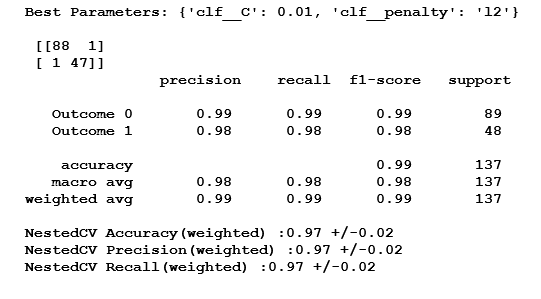 Best Parameters: {'clf__C': 0.01, 'clf__penalty': 'l2'}
[[88 1]
[ 1 47]]
precision recall f1-score support
Outcome 0 0.99 0.99 0.99 89
Outcome 1 0.98 0.98 0.98 48
accuracy 0.99 137
macro avg 0.98 0.98 0.98 137
weighted avg 0.99 0.99 0.99 137
NestedCV Accuracy(weighted) :0.97 +/-0.02
NestedCV Precision(weighted) :0.97 +/-0.02
NestedCV Recall(weighted) :0.97 +/-0.02